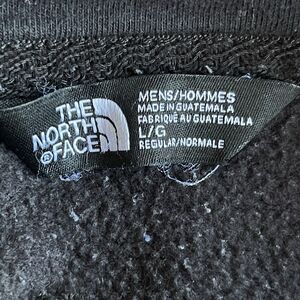 THE
NORTH
FACE
MENS/HOMMES
MADE IN GUATEMALA
FABRIQUÉ AU GUATEMALA
L/G
REGULAR/NORMALE